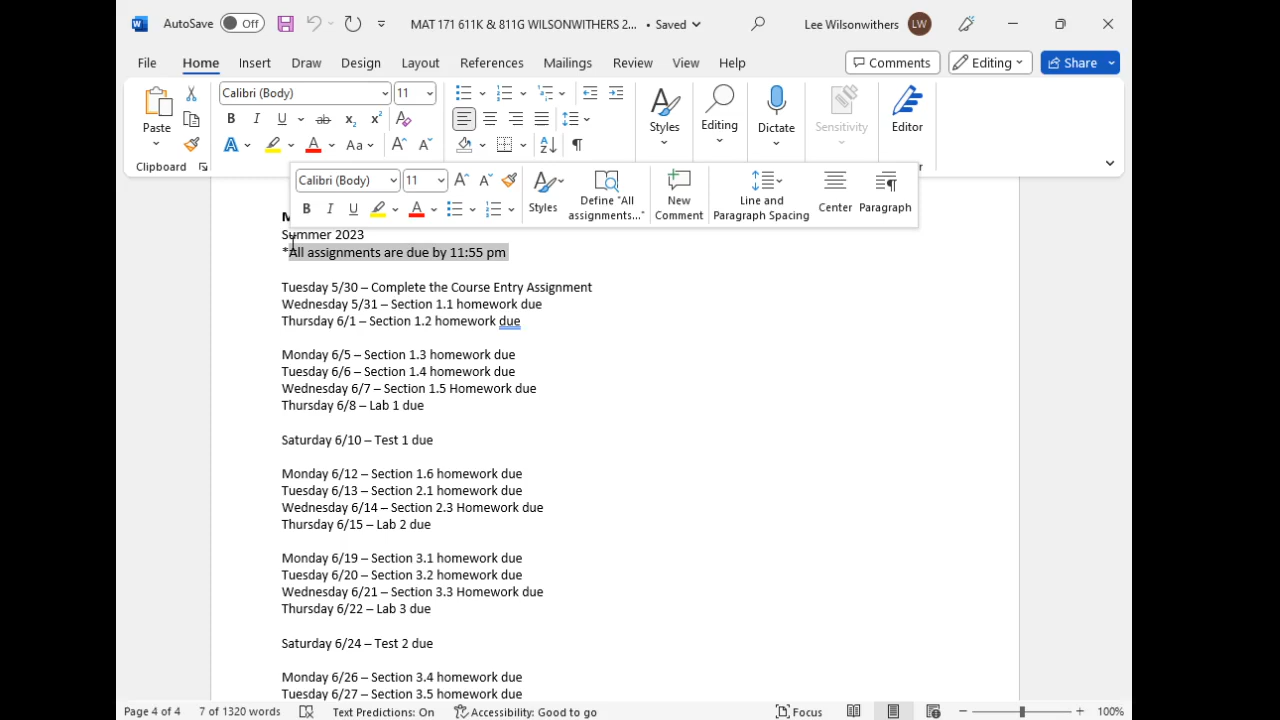 AutoSave Off MAT 171 611K & 811G WILSONWITHERS 2... • Saved Lee Wilsonwithers LW
File Home Insert Draw Design Layout References Mailings Review View Help Comments Editing Share
Calibri (Body) 11
Paste Styles Editing Dictate Sensitivity Editor
Clipboard
Calibri (Body) 11
Styles Define "All assignments..." New Comment Line and Paragraph Spacing Center Paragraph
Summer 2023
*All assignments are due by 11:55 pm
Tuesday 5/30 – Complete the Course Entry Assignment
Wednesday 5/31 – Section 1.1 homework due
Thursday 6/1 – Section 1.2 homework due
Monday 6/5 – Section 1.3 homework due
Tuesday 6/6 – Section 1.4 homework due
Wednesday 6/7 – Section 1.5 Homework due
Thursday 6/8 – Lab 1 due
Saturday 6/10 – Test 1 due
Monday 6/12 – Section 1.6 homework due
Tuesday 6/13 – Section 2.1 homework due
Wednesday 6/14 – Section 2.3 Homework due
Thursday 6/15 – Lab 2 due
Monday 6/19 – Section 3.1 homework due
Tuesday 6/20 – Section 3.2 homework due
Wednesday 6/21 – Section 3.3 Homework due
Thursday 6/22 – Lab 3 due
Saturday 6/24 – Test 2 due
Monday 6/26 – Section 3.4 homework due
Tuesday 6/27 – Section 3.5 homework due
Page 4 of 4 7 of 1320 words Text Predictions: On Accessibility: Good to go Focus 100%